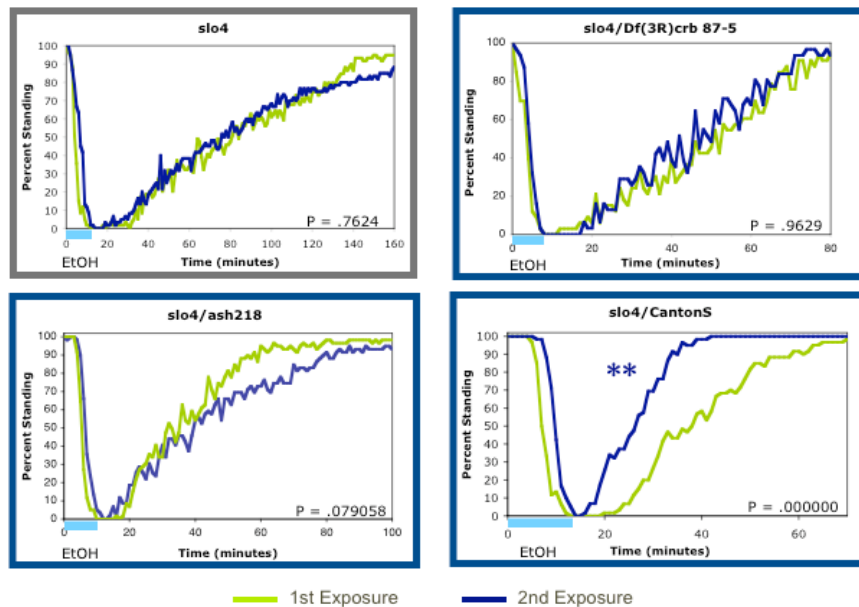 slo4
Percent Standing
100
90
80
70
60
50
40
30
20
10
0
P = .7624
0 20 40 60 80 100 120 140 160
EtOH
Time (minutes)
slo4/Df(3R)crb 87-5
Percent Standing
100
80
60
40
20
0
P = .9629
0 20 40 60 80
EtOH
Time (minutes)
slo4/ash218
Percent Standing
100
90
80
70
60
50
40
30
20
10
0
P = .079058
0 20 40 60 80 100
EtOH
Time (minutes)
slo4/CantonS
Percent Standing
100
90
80
70
60
50
40
30
20
10
0
**
P = .000000
0 20 40 60
EtOH
Time (minutes)
1st Exposure
2nd Exposure